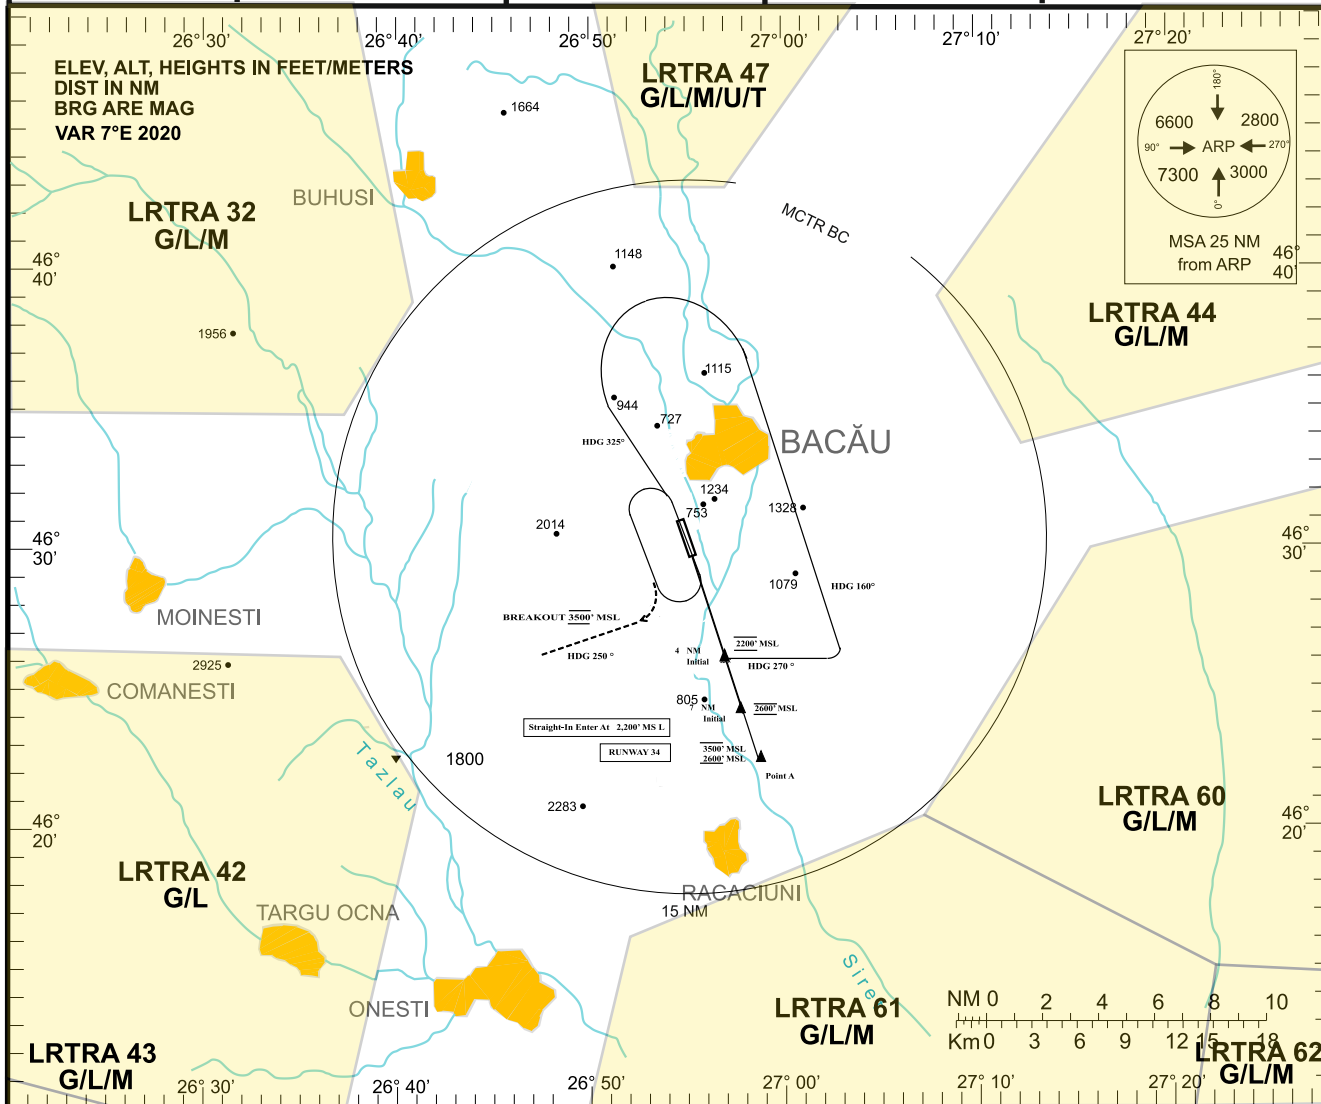 26°30'
26°40'
26°50'
27°00'
27°10'
27°20'
ELEV, ALT, HEIGHTS IN FEET/METERS
DIST IN NM
BRG ARE MAG
VAR 7°E 2020
LRTRA 47
G/L/M/U/T
1664
180°
6600
2800
90°
ARP
270°
7300
3000
0°
MSA 25 NM
from ARP
BUHUSI
LRTRA 32
G/L/M
MCTR BC
46°
40'
46°
40'
1148
LRTRA 44
G/L/M
1956
1115
944
727
HDG 325°
BACĂU
1234
753
1328
2014
46°
30'
46°
30'
1079
HDG 160°
MOINESTI
BREAKOUT 3500' MSL
HDG 250 °
4 NM
Initial
2200' MSL
HDG 270 °
2925
COMANESTI
805
7 NM
Initial
2600' MSL
Straight-In Enter At 2,200' MS L
RUNWAY 34
3500' MSL
2600' MSL
Point A
Tazlau
1800
2283
LRTRA 60
G/L/M
46°
20'
46°
20'
LRTRA 42
G/L
RACACIUNI
15 NM
TARGU OCNA
Siret
ONESTI
LRTRA 61
G/L/M
NM 0 2 4 6 8 10
Km 0 3 6 9 12 15 18
LRTRA 43
G/L/M
LRTRA 62
G/L/M
26° 30'
26° 40'
26° 50'
27° 00'
27° 10'
27° 20'